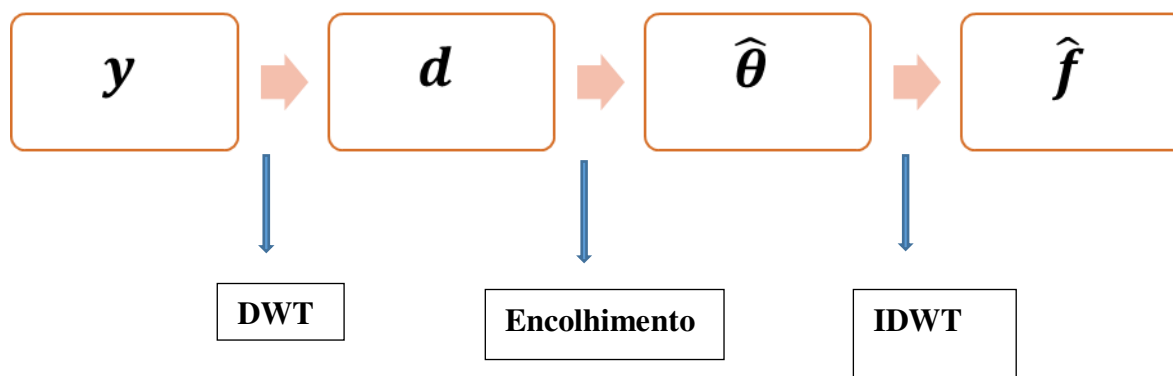 y
d
θ̂
f̂
DWT
Encolhimento
IDWT